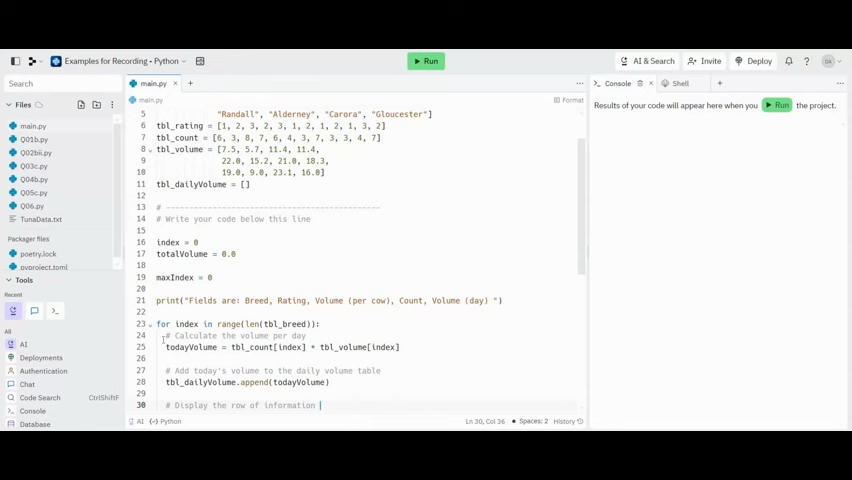 Examples for Recording - Python
Run
AI & Search
Invite
Deploy
Search
main.py
Console
Shell
main.py
Format
Files
Results of your code will appear here when you Run the project.
main.py
Q01b.py
Q02bii.py
Q03c.py
Q04b.py
Q05c.py
Q06.py
TunaData.txt
Packager files
poetry.lock
pyproject.toml
Tools
Recent
All
AI
Deployments
Authentication
Chat
Code Search CtrlShiftF
Console
Database
5 "Randall", "Alderney", "Carora", "Gloucester"]
6 tbl_rating = [1, 2, 3, 2, 3, 1, 2, 1, 2, 1, 3, 2]
7 tbl_count = [6, 3, 8, 7, 6, 4, 3, 7, 3, 3, 4, 7]
8 tbl_volume = [7.5, 5.7, 11.4, 11.4,
9 22.0, 15.2, 21.0, 18.3,
10 19.0, 9.0, 23.1, 16.0]
11 tbl_dailyVolume = []
12
13 # --------------------------------------------
14 # Write your code below this line
15
16 index = 0
17 totalVolume = 0.0
18
19 maxIndex = 0
20
21 print("Fields are: Breed, Rating, Volume (per cow), Count, Volume (day) ")
22
23 for index in range(len(tbl_breed)):
24 # Calculate the volume per day
25 todayVolume = tbl_count[index] * tbl_volume[index]
26
27 # Add today's volume to the daily volume table
28 tbl_dailyVolume.append(todayVolume)
29
30 # Display the row of information
AI Python
Ln 30, Col 36 Spaces: 2 History